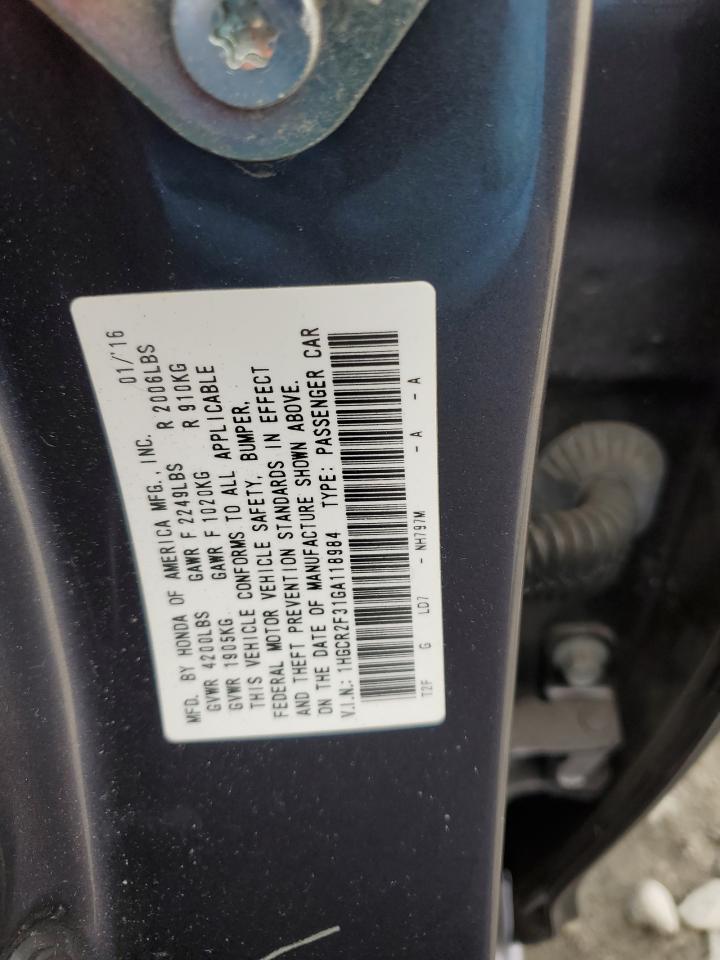 MFD. BY HONDA OF AMERICA MFG., INC. 01/'16
GVWR 4200LBS GAWR F 2249LBS R 2006LBS
GVWR 1905KG GAWR F 1020KG R 910KG
THIS VEHICLE CONFORMS TO ALL APPLICABLE
FEDERAL MOTOR VEHICLE SAFETY, BUMPER,
AND THEFT PREVENTION STANDARDS IN EFFECT
ON THE DATE OF MANUFACTURE SHOWN ABOVE.
V.I.N.: 1HGCR2F31GA118984 TYPE: PASSENGER CAR
T2F G LD7 - NH797M - A - A